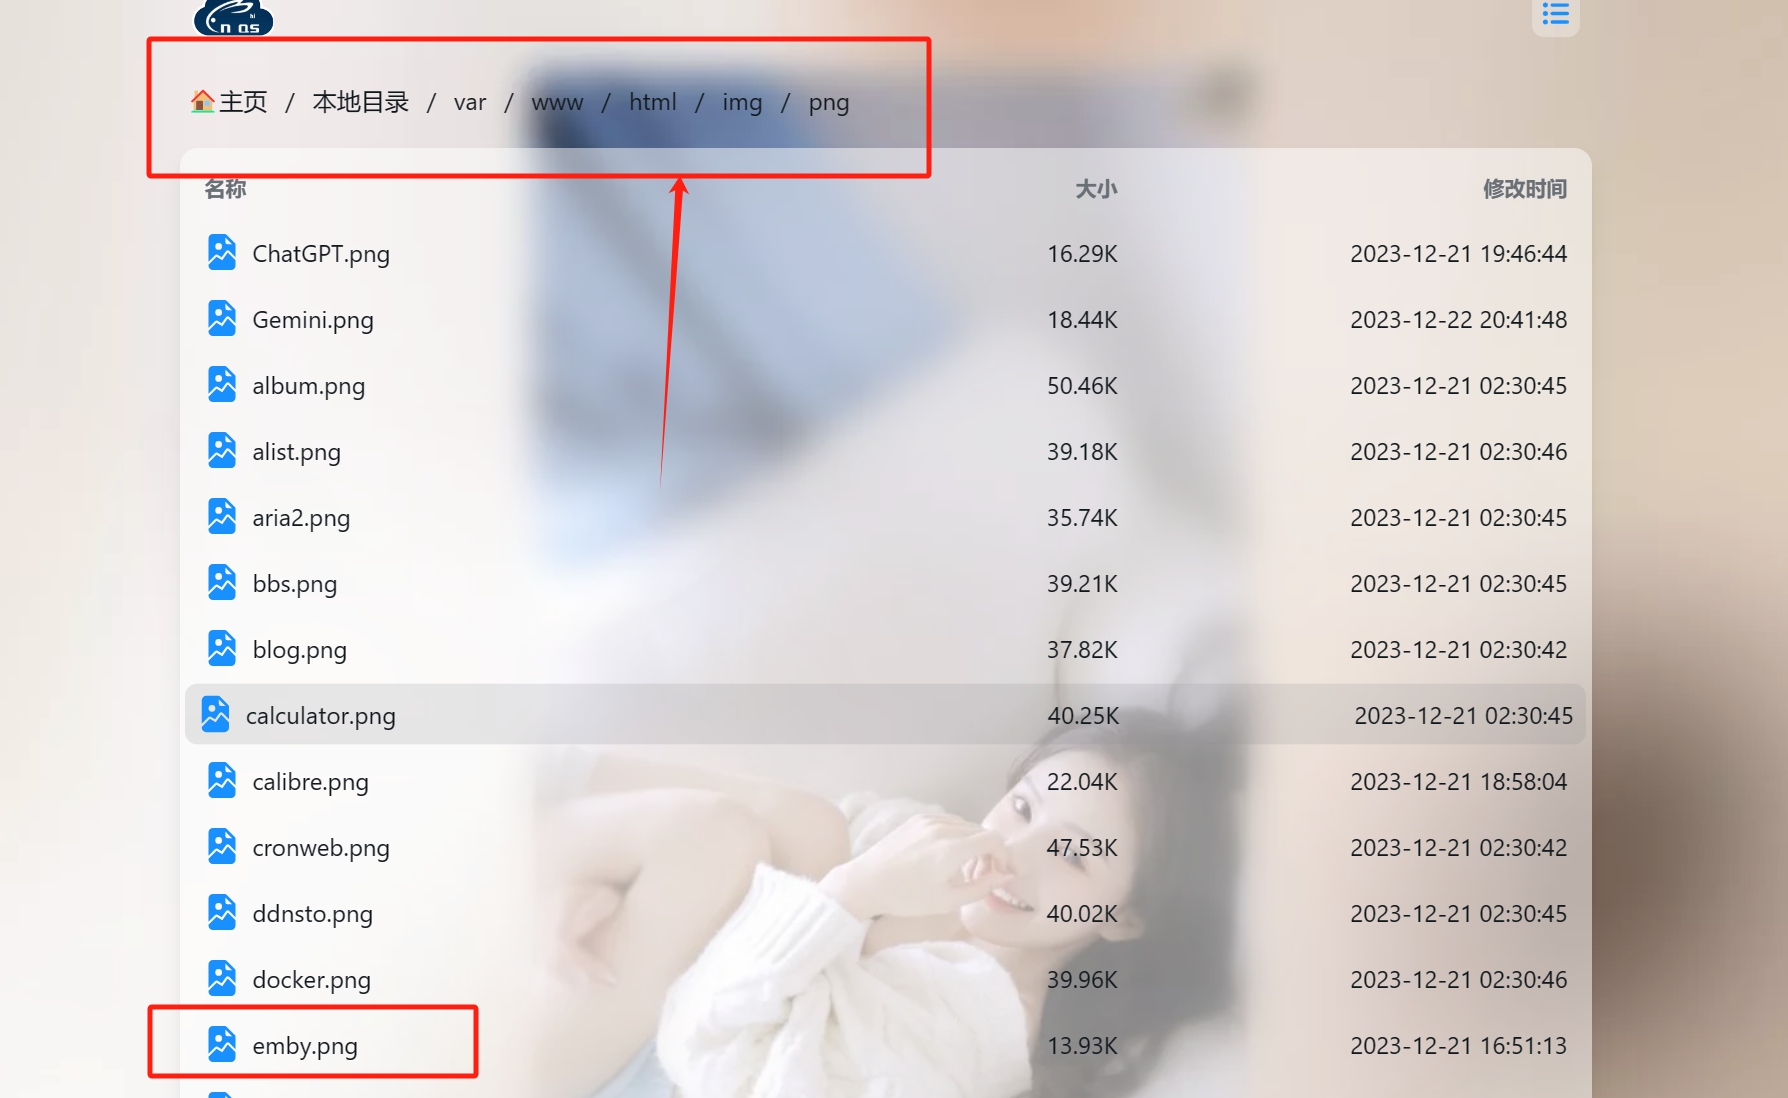 hi
n as
主页 / 本地目录 / var / www / html / img / png
名称 大小 修改时间
ChatGPT.png 16.29K 2023-12-21 19:46:44
Gemini.png 18.44K 2023-12-22 20:41:48
album.png 50.46K 2023-12-21 02:30:45
alist.png 39.18K 2023-12-21 02:30:46
aria2.png 35.74K 2023-12-21 02:30:45
bbs.png 39.21K 2023-12-21 02:30:45
blog.png 37.82K 2023-12-21 02:30:42
calculator.png 40.25K 2023-12-21 02:30:45
calibre.png 22.04K 2023-12-21 18:58:04
cronweb.png 47.53K 2023-12-21 02:30:42
ddnsto.png 40.02K 2023-12-21 02:30:45
docker.png 39.96K 2023-12-21 02:30:46
emby.png 13.93K 2023-12-21 16:51:13